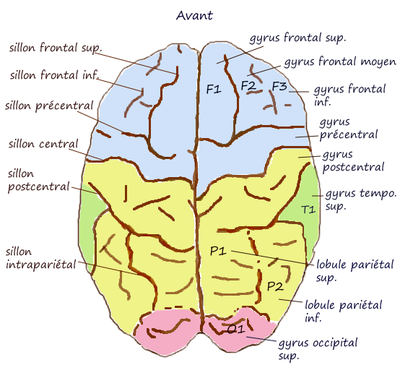 Avant
sillon frontal sup.
sillon frontal inf.
sillon précentral
sillon central
sillon
postcentral
sillon
intrapariétal
F1
F2
F3
T1
P1
P2
O1
gyrus frontal sup.
gyrus frontal moyen
gyrus frontal
inf.
gyrus
précentral
gyrus
postcentral
gyrus tempo.
sup.
lobule pariétal
sup.
lobule pariétal
inf.
gyrus occipital
sup.